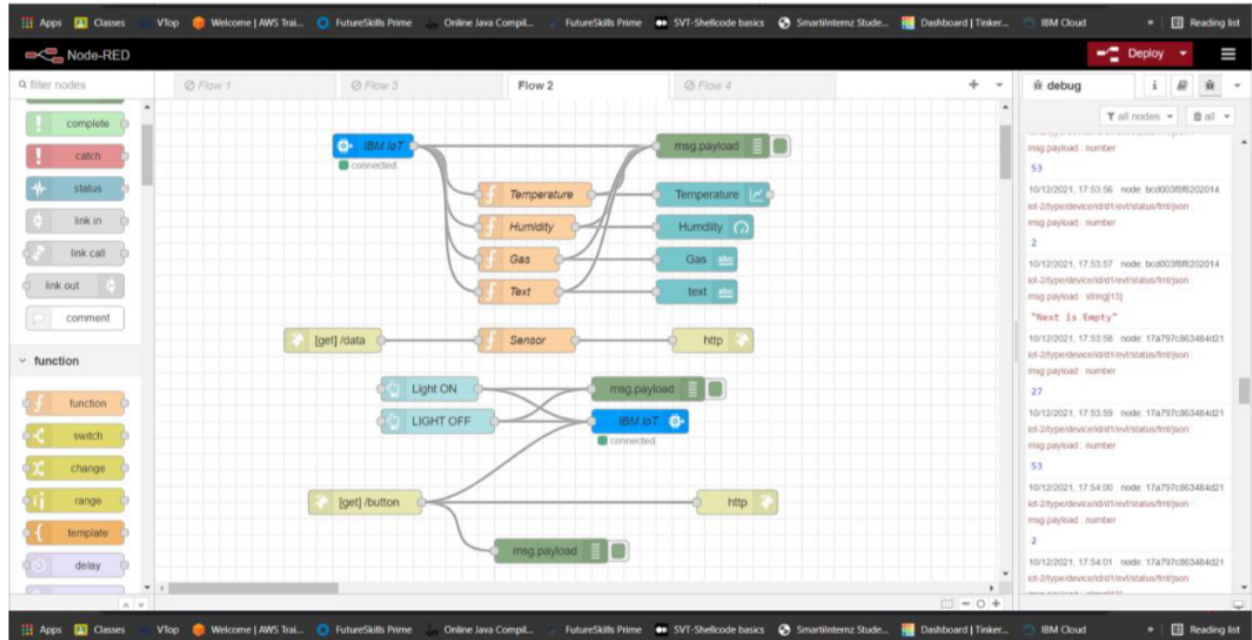 Apps Classes VTop Welcome | AWS Trai... FutureSkills Prime Online Java Compil... FutureSkills Prime SVT-Shellcode basics SmartiInternz Stude... Dashboard | Tinker... IBM Cloud » Reading list
Node-RED
Deploy
filter nodes
Flow 1
Flow 3
Flow 2
Flow 4
debug
all nodes
all
complete
catch
status
link in
link call
link out
comment
function
function
switch
change
range
template
delay
IBM IoT
connected
msg.payload
Temperature
Temperature
Humidity
Humdity
Gas
Gas abc
Text
text abc
[get] /data
Sensor
http
Light ON
msg.payload
LIGHT OFF
IBM IoT
connected
[get] /button
http
msg.payload
msg.payload : number
53
10/12/2021, 17:53:56 node: bcd003f8f8202014
iot-2/type/device/id/d1/evt/status/fmt/json :
msg.payload : number
2
10/12/2021, 17:53:57 node: bcd003f8f8202014
iot-2/type/device/id/d1/evt/status/fmt/json :
msg.payload : string[13]
"Next is Empty"
10/12/2021, 17:53:58 node: 17a797c863484d21
iot-2/type/device/id/d1/evt/status/fmt/json :
msg.payload : number
27
10/12/2021, 17:53:59 node: 17a797c863484d21
iot-2/type/device/id/d1/evt/status/fmt/json :
msg.payload : number
53
10/12/2021, 17:54:00 node: 17a797c863484d21
iot-2/type/device/id/d1/evt/status/fmt/json :
msg.payload : number
2
10/12/2021, 17:54:01 node: 17a797c863484d21
iot-2/type/device/id/d1/evt/status/fmt/json :
Apps Classes VTop Welcome | AWS Trai... FutureSkills Prime Online Java Compil... FutureSkills Prime SVT-Shellcode basics SmartiInternz Stude... Dashboard | Tinker... IBM Cloud » Reading list